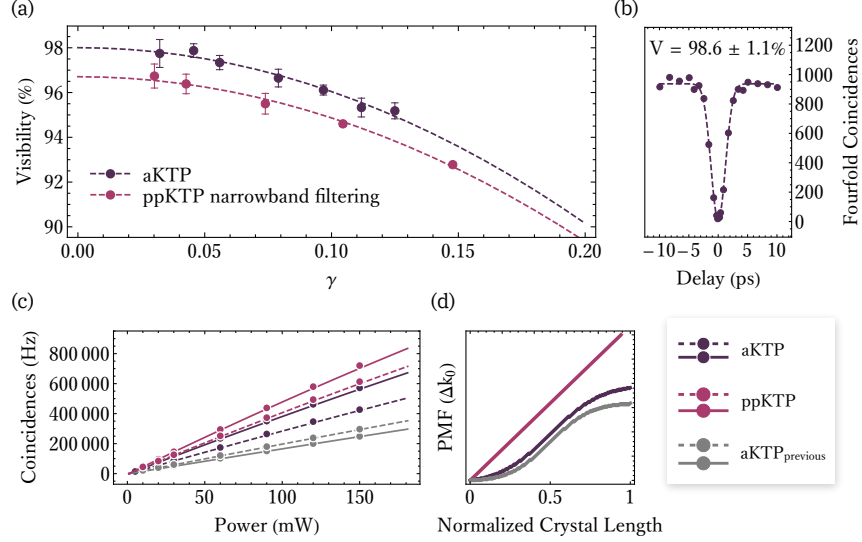 (a)
98
96
94
92
90
Visibility (%)
aKTP
ppKTP narrowband filtering
0.00 0.05 0.10 0.15 0.20
γ
(b)
V = 98.6 ± 1.1%
1200
1000
800
600
400
200
0
Fourfold Coincidences
−10 −5 0 5 10
Delay (ps)
(c)
800 000
600 000
400 000
200 000
0
Coincidences (Hz)
0 50 100 150
Power (mW)
(d)
PMF (Δk0)
0 0.5 1
Normalized Crystal Length
aKTP
ppKTP
aKTPprevious